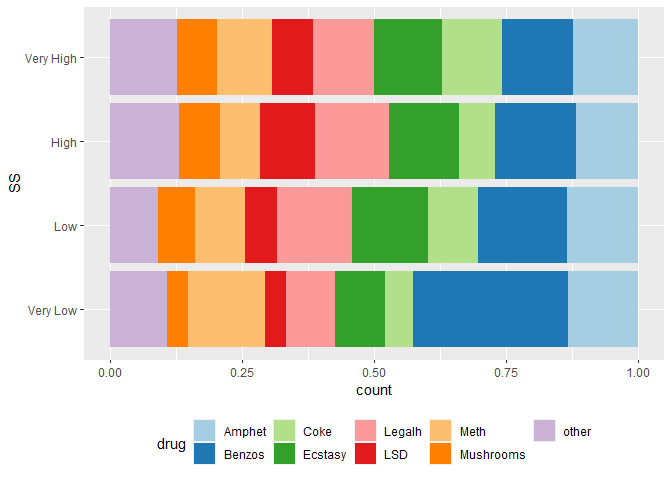 Very High
High
SS
Low
Very Low
0.00 0.25 0.50 0.75 1.00
count
drug
Amphet Coke Legalh Meth other
Benzos Ecstasy LSD Mushrooms